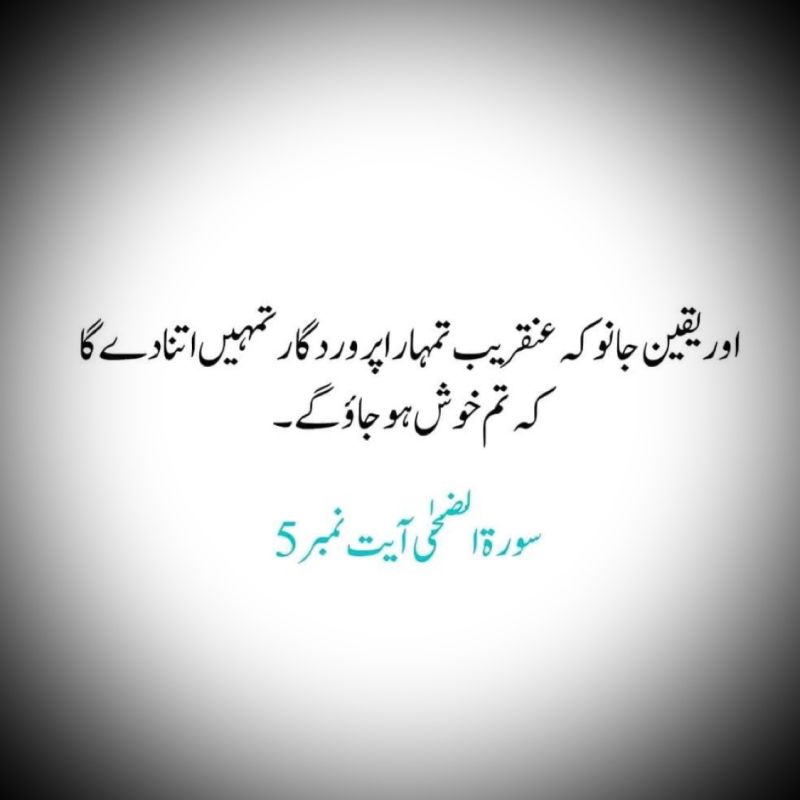 اور یقین جانو کہ عنقریب تمہارا پروردگار تمہیں اتنا دے گا
کہ تم خوش ہو جاؤ گے۔
سورۃ الضحٰی آیت نمبر 5